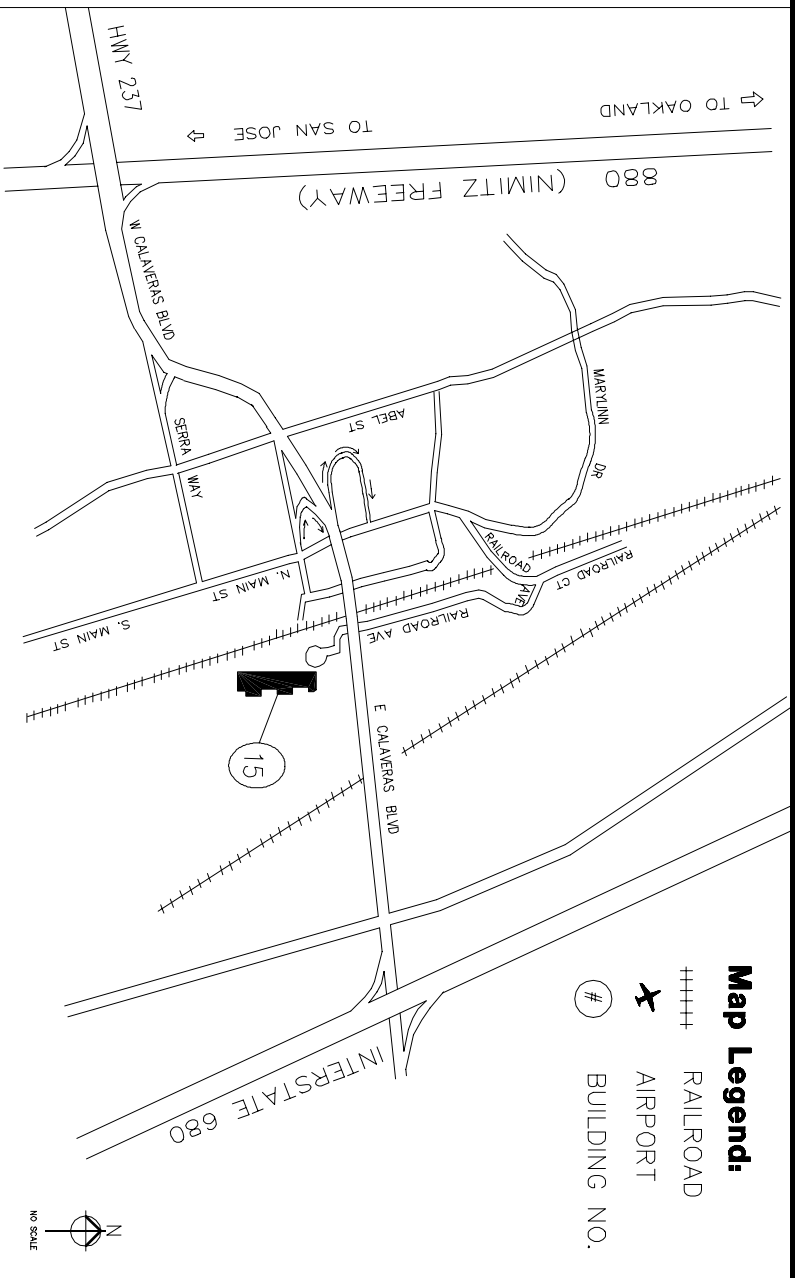 HWY 237
TO SAN JOSE
TO OAKLAND
880 (NIMITZ FREEWAY)
W CALAVERAS BLVD
SERRA WAY
ABEL ST
MARYLINN DR
RAILROAD AVE
RAILROAD CT
N. MAIN ST
S. MAIN ST
RAILROAD AVE
15
E CALAVERAS BLVD
INTERSTATE 680
Map Legend:
RAILROAD
AIRPORT
# BUILDING NO.
N
NO SCALE